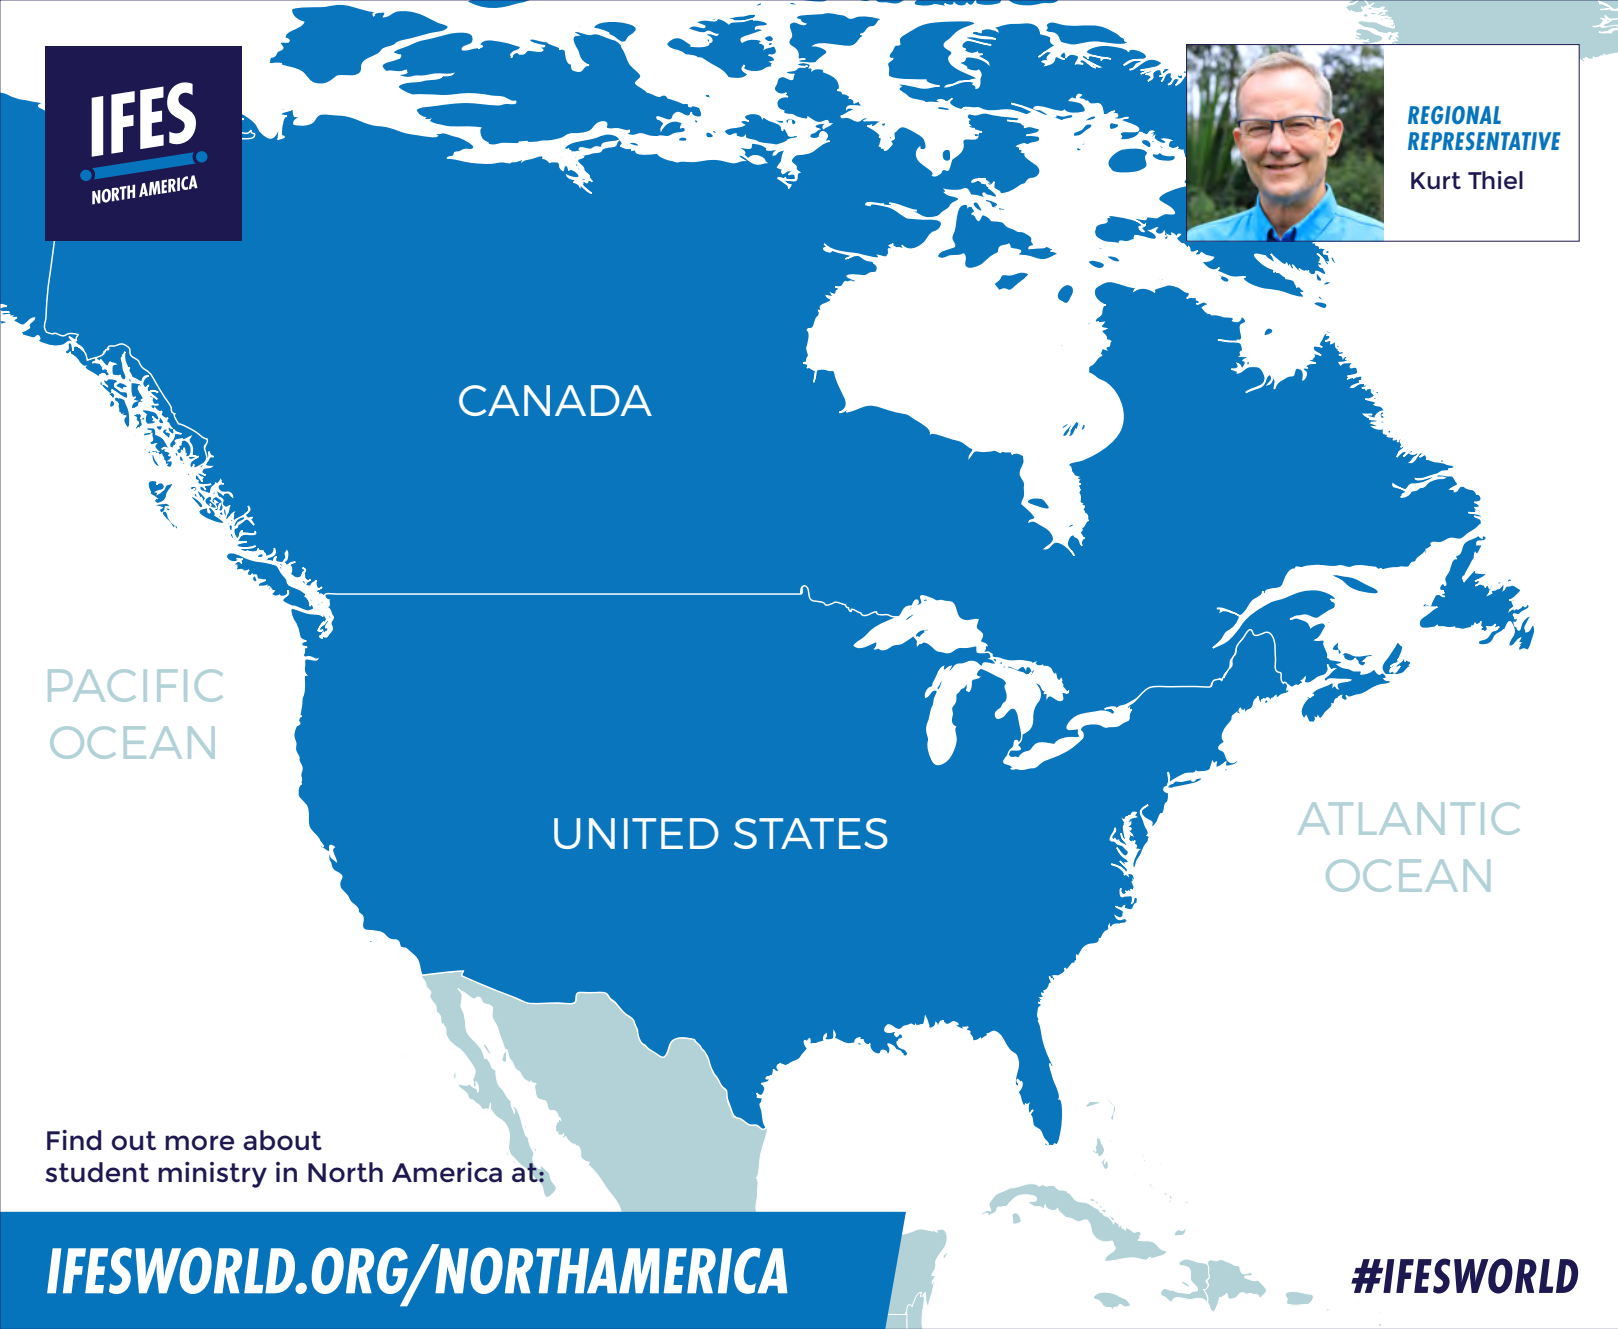 IFES
NORTH AMERICA
REGIONAL
REPRESENTATIVE
Kurt Thiel
CANADA
PACIFIC
OCEAN
UNITED STATES
ATLANTIC
OCEAN
Find out more about
student ministry in North America at:
IFESWORLD.ORG/NORTHAMERICA
#IFESWORLD